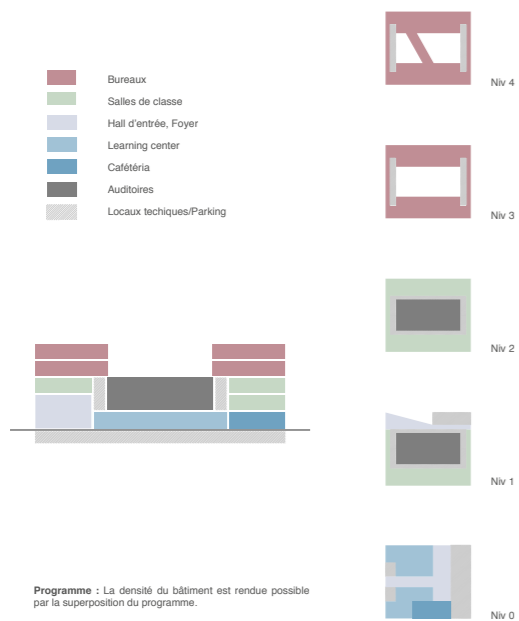 Bureaux
Salles de classe
Hall d'entrée, Foyer
Learning center
Cafétéria
Auditoires
Locaux techiques/Parking
Niv 4
Niv 3
Niv 2
Niv 1
Niv 0
Programme : La densité du bâtiment est rendue possible
par la superposition du programme.